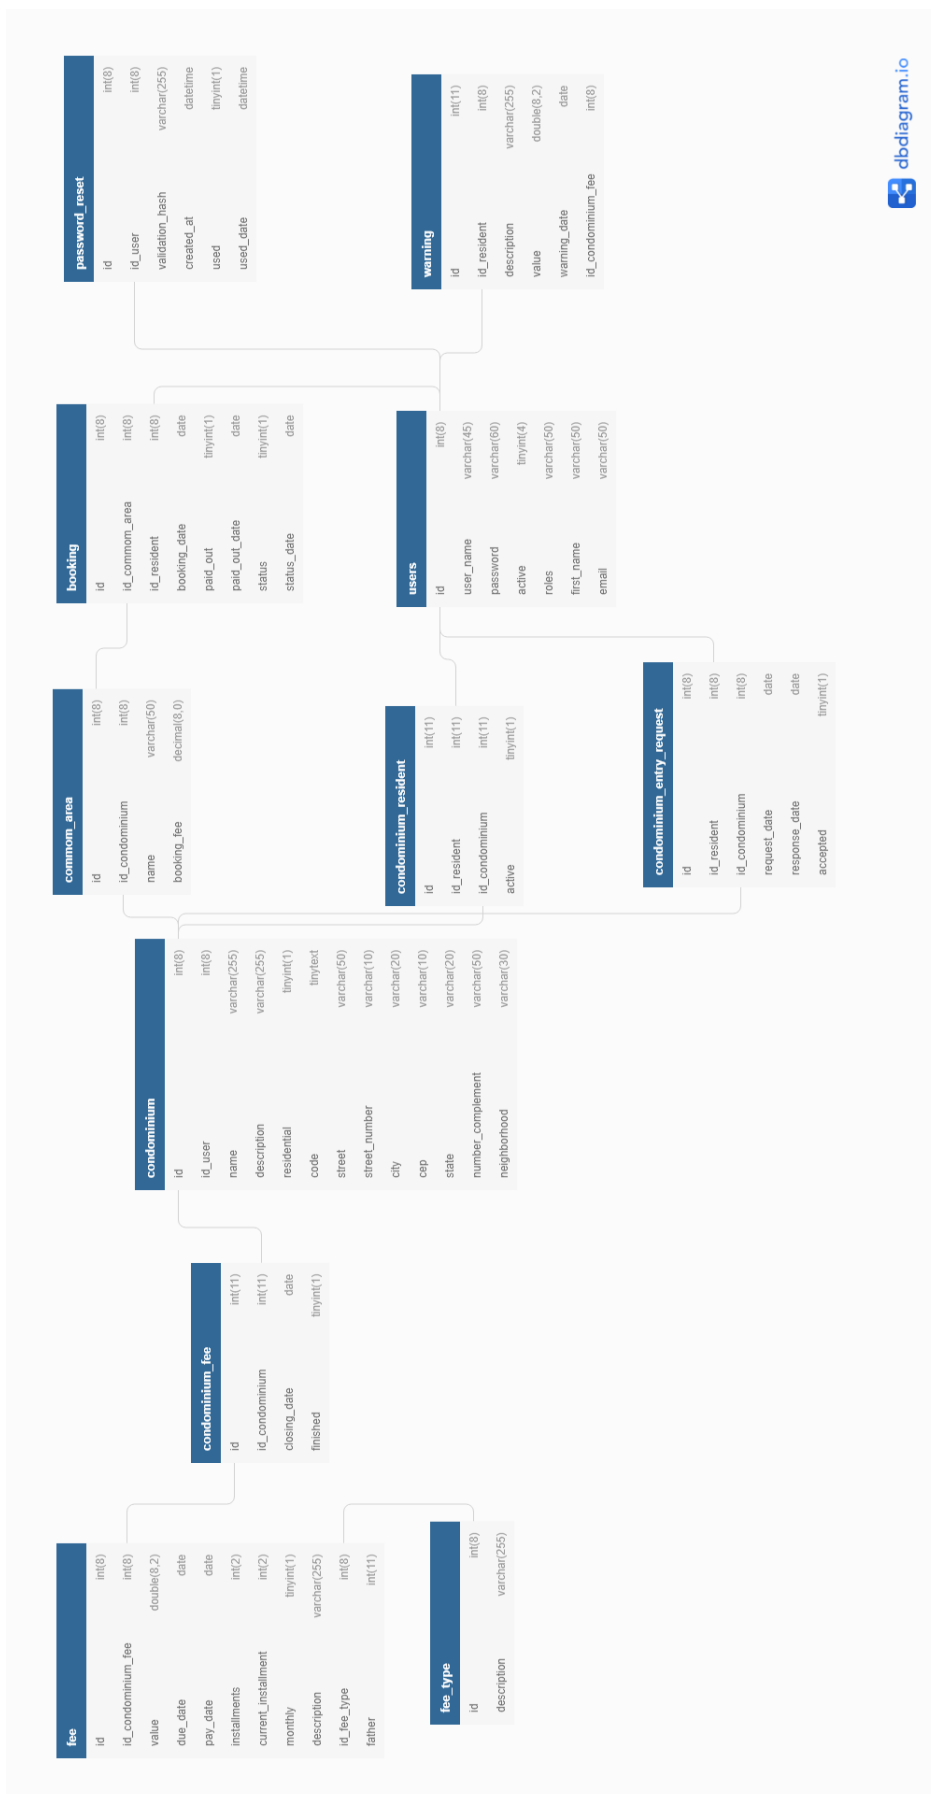 fee
id int(8)
id_condominium_fee int(8)
value double(8,2)
due_date date
pay_date date
installments int(2)
current_installment int(2)
monthly tinyint(1)
description varchar(255)
id_fee_type int(8)
father int(11)
fee_type
id int(8)
description varchar(255)
condominium_fee
id int(11)
id_condominium int(11)
closing_date date
finished tinyint(1)
condominium
id int(8)
id_user int(8)
name varchar(255)
description varchar(255)
residential tinyint(1)
code tinytext
street varchar(50)
street_number varchar(10)
city varchar(20)
cep varchar(10)
state varchar(20)
number_complement varchar(50)
neighborhood varchar(30)
commom_area
id int(8)
id_condominium int(8)
name varchar(50)
booking_fee decimal(8,0)
condominium_resident
id int(11)
id_resident int(11)
id_condominium int(11)
active tinyint(1)
condominium_entry_request
id int(8)
id_resident int(8)
id_condominium int(8)
request_date date
response_date date
accepted tinyint(1)
booking
id int(8)
id_commom_area int(8)
id_resident int(8)
booking_date date
paid_out tinyint(1)
paid_out_date date
status tinyint(1)
status_date date
users
id int(8)
user_name varchar(45)
password varchar(60)
active tinyint(4)
roles varchar(50)
first_name varchar(50)
email varchar(50)
password_reset
id int(8)
id_user int(8)
validation_hash varchar(255)
created_at datetime
used tinyint(1)
used_date datetime
warning
id int(11)
id_resident int(8)
description varchar(255)
value double(8,2)
warning_date date
id_condominium_fee int(8)
dbdiagram.io